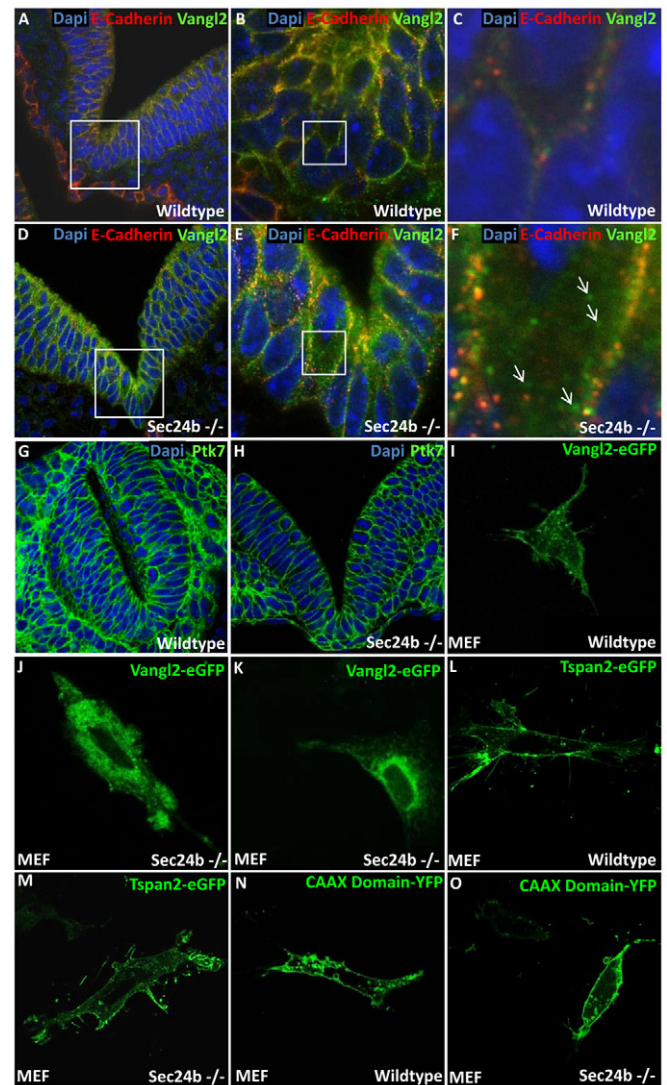 A Dapi E-Cadherin Vangl2
Wildtype
B Dapi E-Cadherin Vangl2
Wildtype
C Dapi E-Cadherin Vangl2
Wildtype
D Dapi E-Cadherin Vangl2
Sec24b -/-
E Dapi E-Cadherin Vangl2
Sec24b -/-
F Dapi E-Cadherin Vangl2
Sec24b -/-
G Dapi Ptk7
Wildtype
H Dapi Ptk7
Sec24b -/-
I Vangl2-eGFP
MEF Wildtype
J Vangl2-eGFP
MEF Sec24b -/-
K Vangl2-eGFP
MEF Sec24b -/-
L Tspan2-eGFP
MEF Wildtype
M Tspan2-eGFP
MEF Sec24b -/-
N CAAX Domain-YFP
MEF Wildtype
O CAAX Domain-YFP
MEF Sec24b -/-